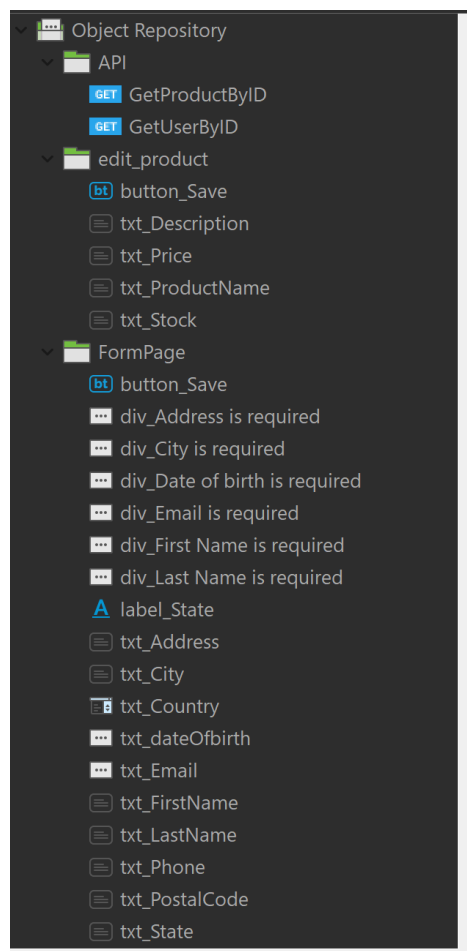 Object Repository
API
GET GetProductByID
GET GetUserByID
edit_product
bt button_Save
txt_Description
txt_Price
txt_ProductName
txt_Stock
FormPage
bt button_Save
div_Address is required
div_City is required
div_Date of birth is required
div_Email is required
div_First Name is required
div_Last Name is required
A label_State
txt_Address
txt_City
txt_Country
txt_dateOfbirth
txt_Email
txt_FirstName
txt_LastName
txt_Phone
txt_PostalCode
txt_State